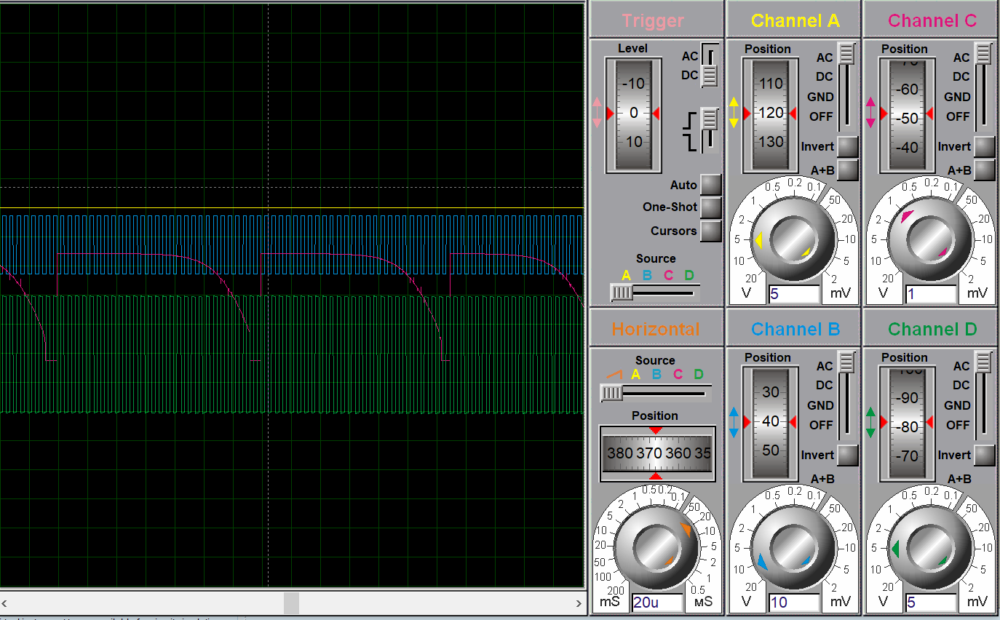 Trigger
Level
-10
0
10
AC
DC
Auto
One-Shot
Cursors
Source
A B C D
Channel A
Position
110
120
130
AC
DC
GND
OFF
Invert
A+B
20
10
5
2
1
0.5
0.2
0.1
50
20
10
5
2
V
5
mV
Channel C
Position
-60
-50
-40
AC
DC
GND
OFF
Invert
A+B
20
10
5
2
1
0.5
0.2
0.1
50
20
10
5
2
V
1
mV
Horizontal
Source
A B C D
Position
380 370 360 35
200
100
50
20
10
5
2
1
0.5
0.2
0.1
50
20
10
5
2
1
0.5
mS
20u
мS
Channel B
Position
30
40
50
AC
DC
GND
OFF
Invert
A+B
20
10
5
2
1
0.5
0.2
0.1
50
20
10
5
2
V
10
mV
Channel D
Position
-90
-80
-70
AC
DC
GND
OFF
Invert
A+B
20
10
5
2
1
0.5
0.2
0.1
50
20
10
5
2
V
5
mV